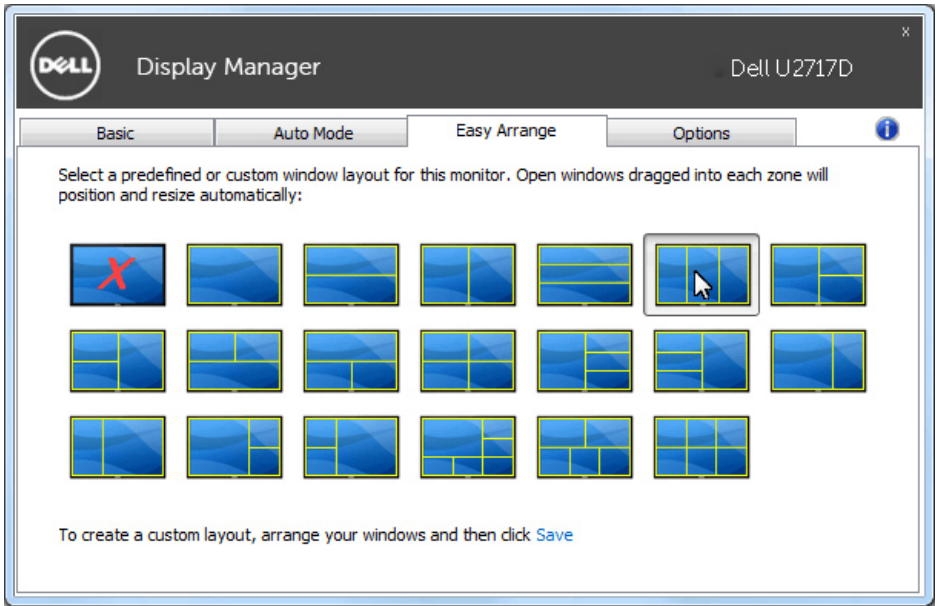 x
DELL
Display Manager
Dell U2717D
Basic
Auto Mode
Easy Arrange
Options
i
Select a predefined or custom window layout for this monitor. Open windows dragged into each zone will
position and resize automatically:
X
To create a custom layout, arrange your windows and then click Save